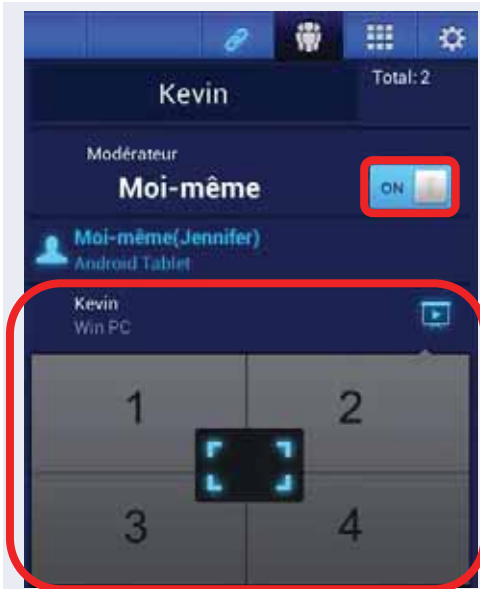 Kevin
Total: 2
Modérateur
Moi-même
ON
Moi-même(Jennifer)
Android Tablet
Kevin
Win PC
1
2
3
4